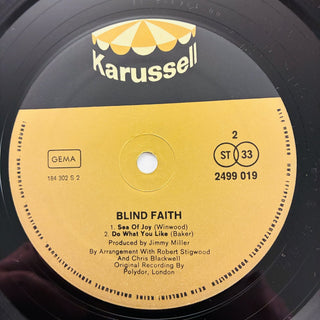 Karussell
GEMA
184 302 S 2
2
ST 33
2499 019
BLIND FAITH
1. Sea Of Joy (Winwood)
2. Do What You Like (Baker)
Produced by Jimmy Miller
By Arrangement With Robert Stigwood
And Chris Blackwell
Original Recording By
Polydor, London